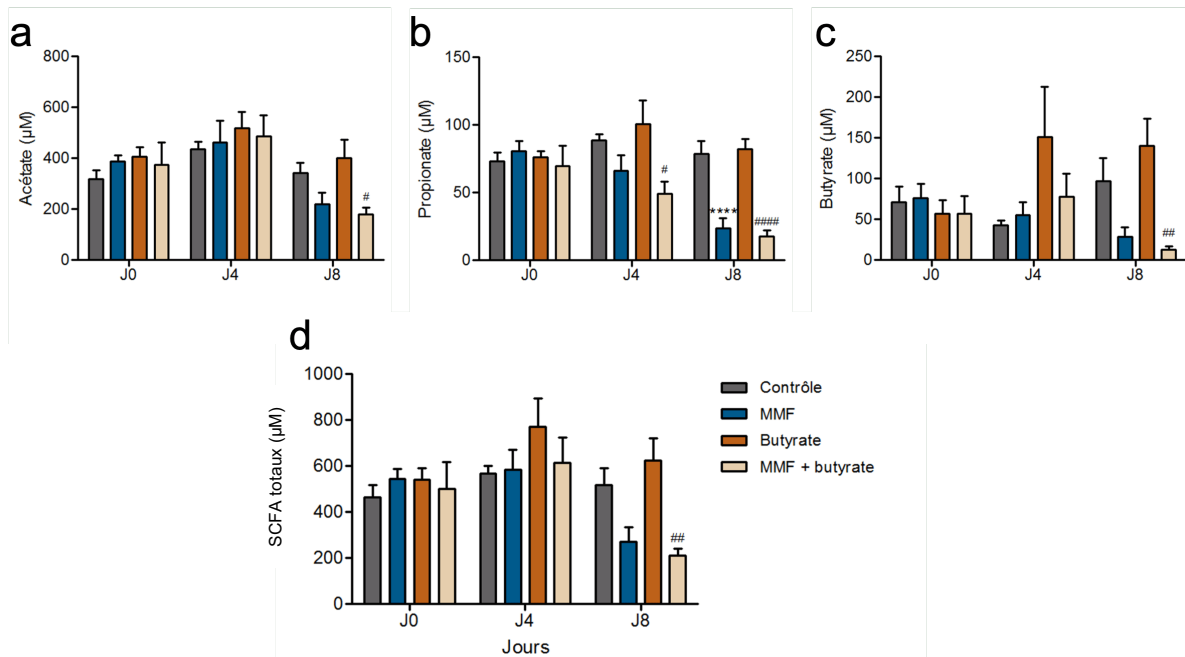 a
Acétate (µM)
800
600
400
200
0
J0 J4 J8
#
b
Propionate (µM)
150
100
50
0
J0 J4 J8
#
****
####
c
Butyrate (µM)
250
200
150
100
50
0
J0 J4 J8
##
d
SCFA totaux (µM)
1000
800
600
400
200
0
J0 J4 J8
##
Jours
Contrôle
MMF
Butyrate
MMF + butyrate